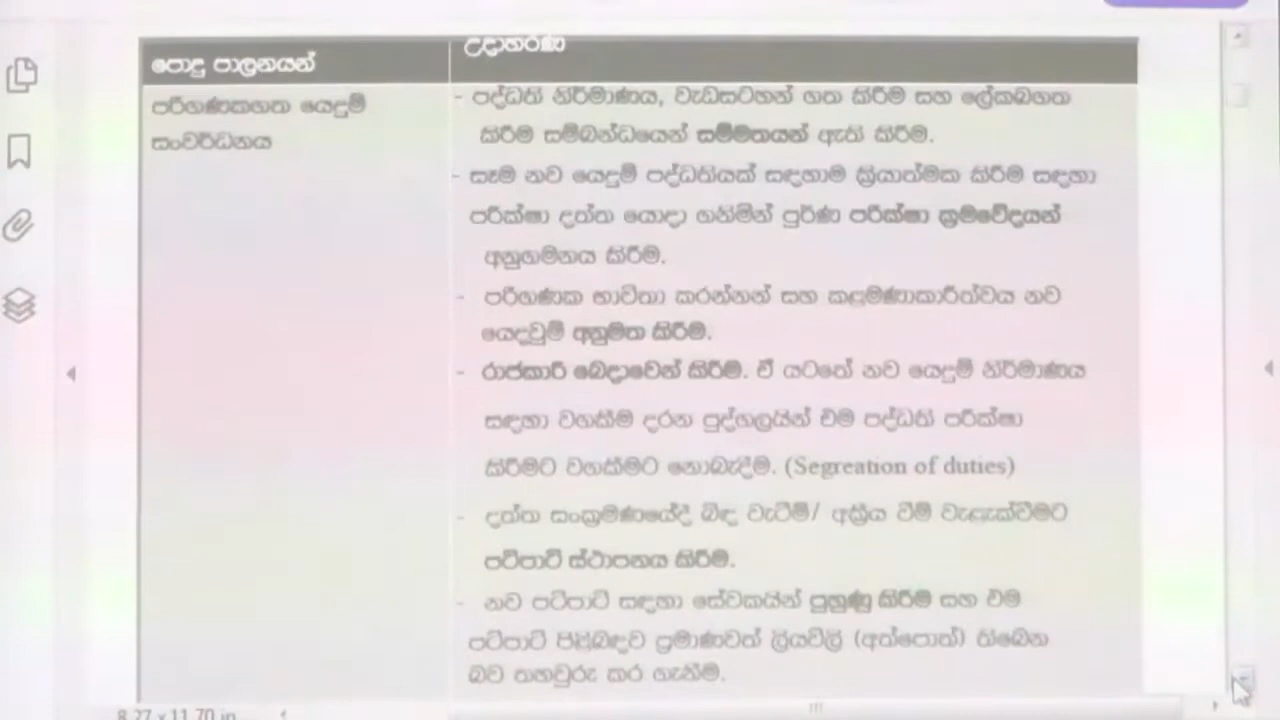 උදාහරණ
පොදු පාලනයන්
පරිගණකගත යෙදුම්
සංවර්ධනය
- පද්ධති නිර්මාණය, වැඩසටහන් ගත කිරීම සහ ලේකඛගත
කිරීම සම්බන්ධයෙන් සම්මතයන් ඇති කිරීම.
- සෑම නව යෙදුම් පද්ධතියක් සඳහාම ක්‍රියාත්මක කිරීම සඳහා
පරීක්ෂා දත්ත යොදා ගනිමින් පූර්ණ පරීක්ෂා ක්‍රමවේදයන්
අනුගමනය කිරීම.
- පරිගණක භාවිතා කරන්නන් සහ කළමණාකාරීත්වය නව
යෙදවුම් අනුමත කිරීම.
- රාජකාරී බෙදාවෙන් කිරීම. ඒ යටතේ නව යෙදුම් නිර්මාණය
සඳහා වගකීම දරන පුද්ගලයින් එම පද්ධති පරීක්ෂා
කිරීමට වගකීමට නොබැදීම. (Segreation of duties)
- දත්ත සංක්‍රමණයේදී බිඳ වැටීම්/ අක්‍රීය වීම් වැළැක්වීමට
පටිපාටි ස්ථාපනය කිරීම.
- නව පටිපාටි සඳහා සේවකයින් පුහුණු කිරීම සහ එම
පටිපාටි පිළිබඳව ප්‍රමාණවත් ලියවිලි (අත්පොත්) තිබෙන
බව තහවුරු කර ගැනීම.
8.27 x 11.70 in